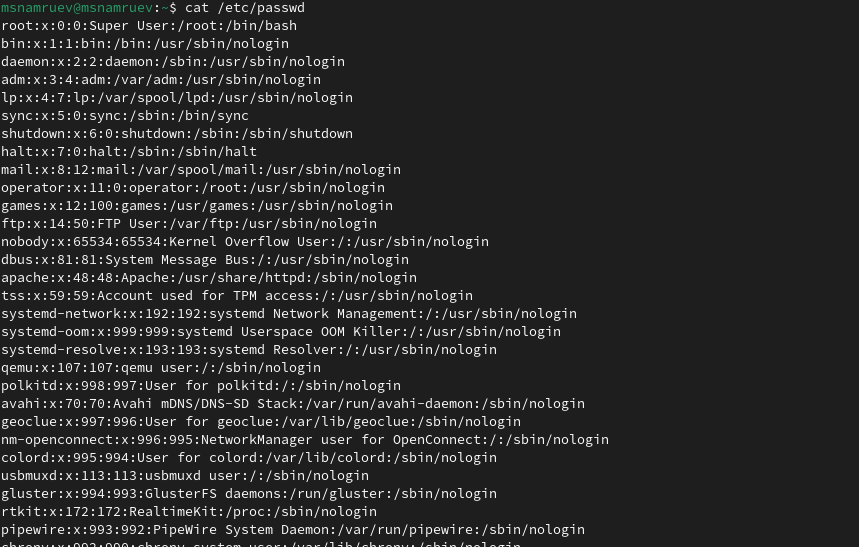 msnamruev@msnamruev:~$ cat /etc/passwd
root:x:0:0:Super User:/root:/bin/bash
bin:x:1:1:bin:/bin:/usr/sbin/nologin
daemon:x:2:2:daemon:/sbin:/usr/sbin/nologin
adm:x:3:4:adm:/var/adm:/usr/sbin/nologin
lp:x:4:7:lp:/var/spool/lpd:/usr/sbin/nologin
sync:x:5:0:sync:/sbin:/bin/sync
shutdown:x:6:0:shutdown:/sbin:/sbin/shutdown
halt:x:7:0:halt:/sbin:/sbin/halt
mail:x:8:12:mail:/var/spool/mail:/usr/sbin/nologin
operator:x:11:0:operator:/root:/usr/sbin/nologin
games:x:12:100:games:/usr/games:/usr/sbin/nologin
ftp:x:14:50:FTP User:/var/ftp:/usr/sbin/nologin
nobody:x:65534:65534:Kernel Overflow User:/:/usr/sbin/nologin
dbus:x:81:81:System Message Bus:/:/usr/sbin/nologin
apache:x:48:48:Apache:/usr/share/httpd:/sbin/nologin
tss:x:59:59:Account used for TPM access:/:/usr/sbin/nologin
systemd-network:x:192:192:systemd Network Management:/:/usr/sbin/nologin
systemd-oom:x:999:999:systemd Userspace OOM Killer:/:/usr/sbin/nologin
systemd-resolve:x:193:193:systemd Resolver:/:/usr/sbin/nologin
qemu:x:107:107:qemu user:/:/sbin/nologin
polkitd:x:998:997:User for polkitd:/:/sbin/nologin
avahi:x:70:70:Avahi mDNS/DNS-SD Stack:/var/run/avahi-daemon:/sbin/nologin
geoclue:x:997:996:User for geoclue:/var/lib/geoclue:/sbin/nologin
nm-openconnect:x:996:995:NetworkManager user for OpenConnect:/:/sbin/nologin
colord:x:995:994:User for colord:/var/lib/colord:/sbin/nologin
usbmuxd:x:113:113:usbmuxd user:/:/sbin/nologin
gluster:x:994:993:GlusterFS daemons:/run/gluster:/sbin/nologin
rtkit:x:172:172:RealtimeKit:/proc:/sbin/nologin
pipewire:x:993:992:PipeWire System Daemon:/var/run/pipewire:/sbin/nologin